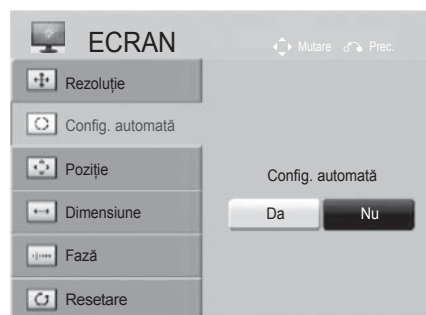 ECRAN
Mutare Prec.
Rezoluție
Config. automată
Poziție
Dimensiune
Fază
Resetare
Config. automată
Da Nu